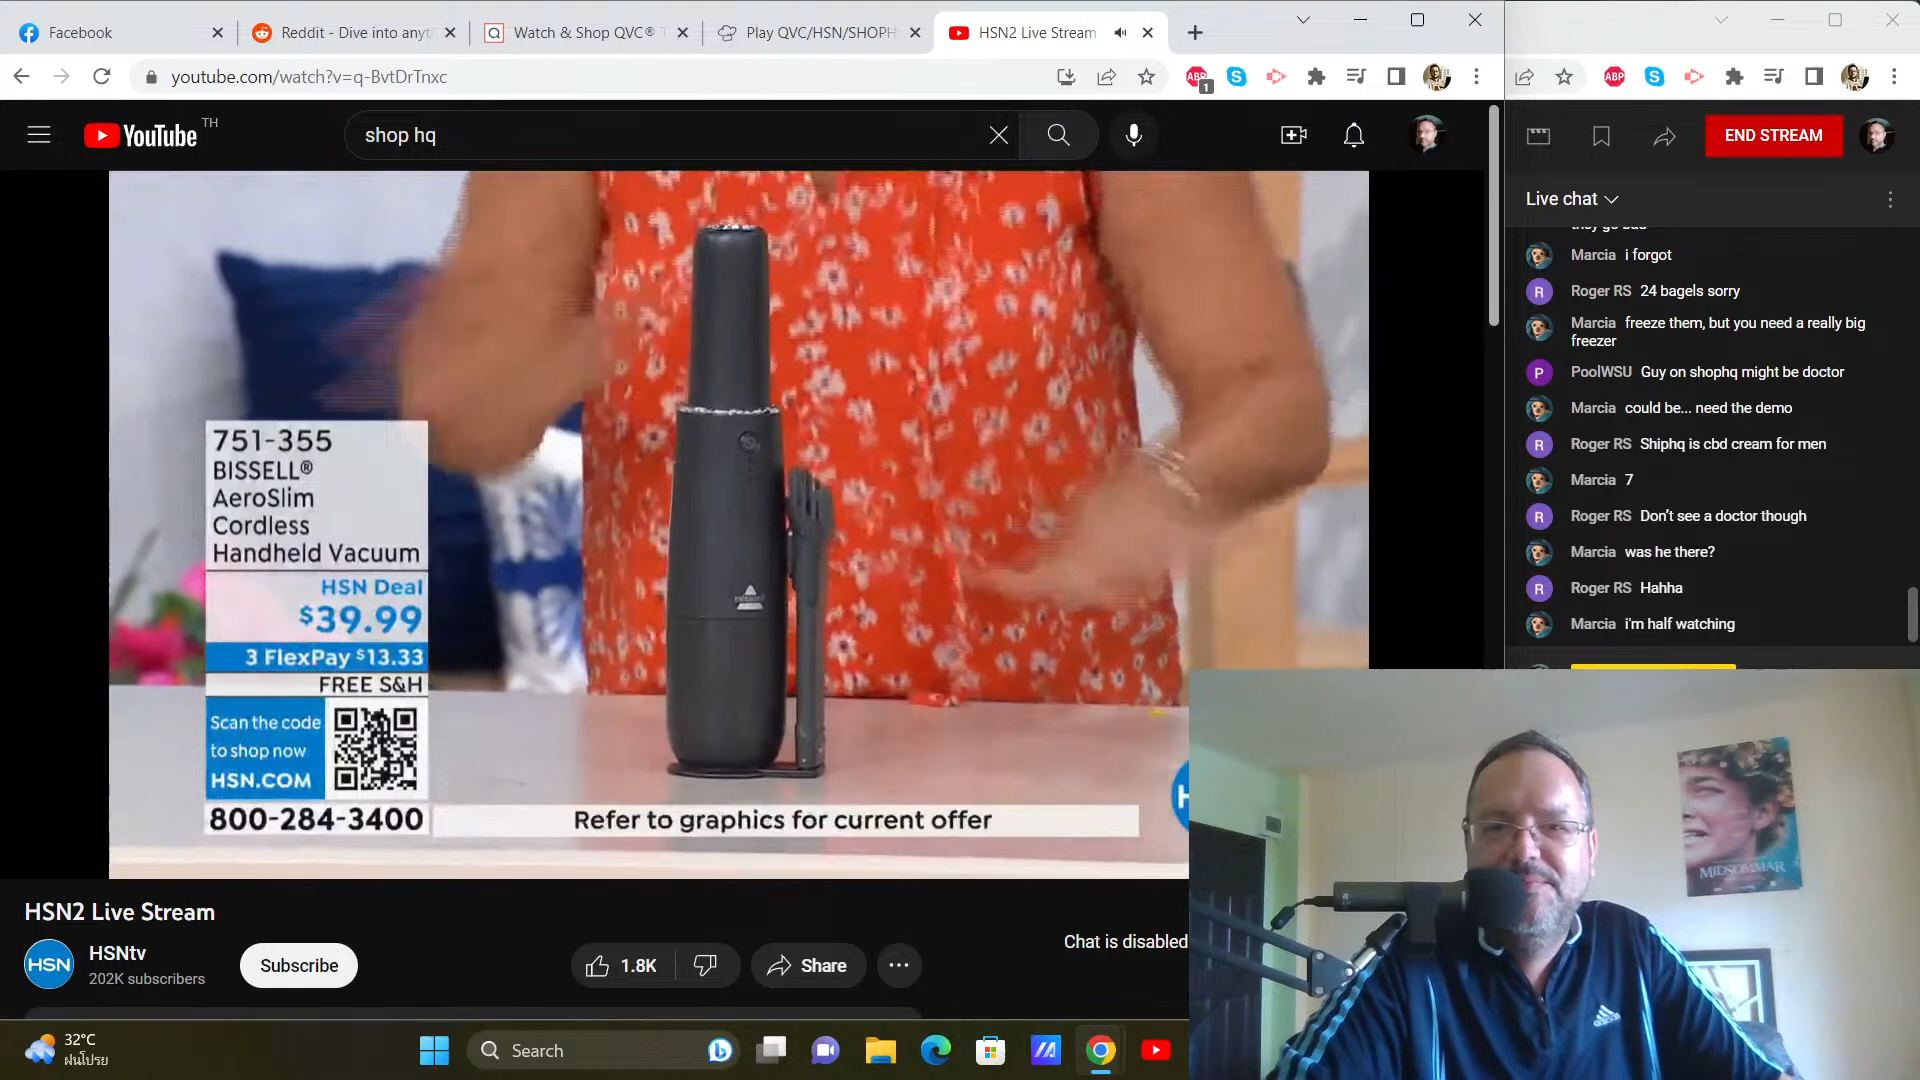 Facebook
Reddit - Dive into anyt
Watch & Shop QVC®
Play QVC/HSN/SHOPH
HSN2 Live Stream
youtube.com/watch?v=q-BvtDrTnxc
ABP
1
ABP
YouTube TH
shop hq
END STREAM
Live chat
they go bad
Marcia i forgot
Roger RS 24 bagels sorry
Marcia freeze them, but you need a really big
freezer
PoolWSU Guy on shophq might be doctor
Marcia could be... need the demo
Roger RS Shiphq is cbd cream for men
Marcia 7
Roger RS Don't see a doctor though
Marcia was he there?
Roger RS Hahha
Marcia i'm half watching
751-355
BISSELL®
AeroSlim
Cordless
Handheld Vacuum
HSN Deal
$39.99
3 FlexPay $13.33
FREE S&H
Scan the code
to shop now
HSN.COM
800-284-3400
Refer to graphics for current offer
MIDSOMMAR
adidas
HSN2 Live Stream
HSN
HSNtv
202K subscribers
Subscribe
1.8K
Share
Chat is disabled
32°C
ฝนโปรย
Search